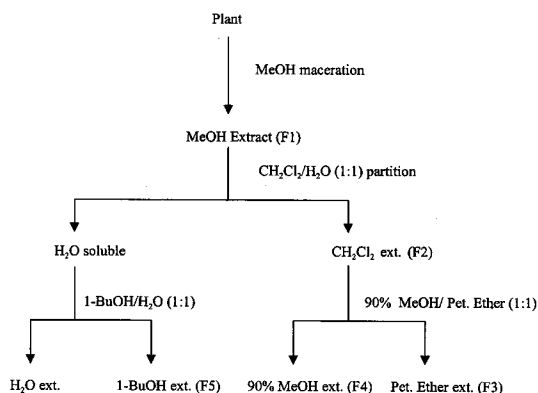 Plant
MeOH maceration
MeOH Extract (F1)
CH₂Cl₂/H₂O (1:1) partition
H₂O soluble
CH₂Cl₂ ext. (F2)
1-BuOH/H₂O (1:1)
90% MeOH/ Pet. Ether (1:1)
H₂O ext.
1-BuOH ext. (F5)
90% MeOH ext. (F4)
Pet. Ether ext. (F3)